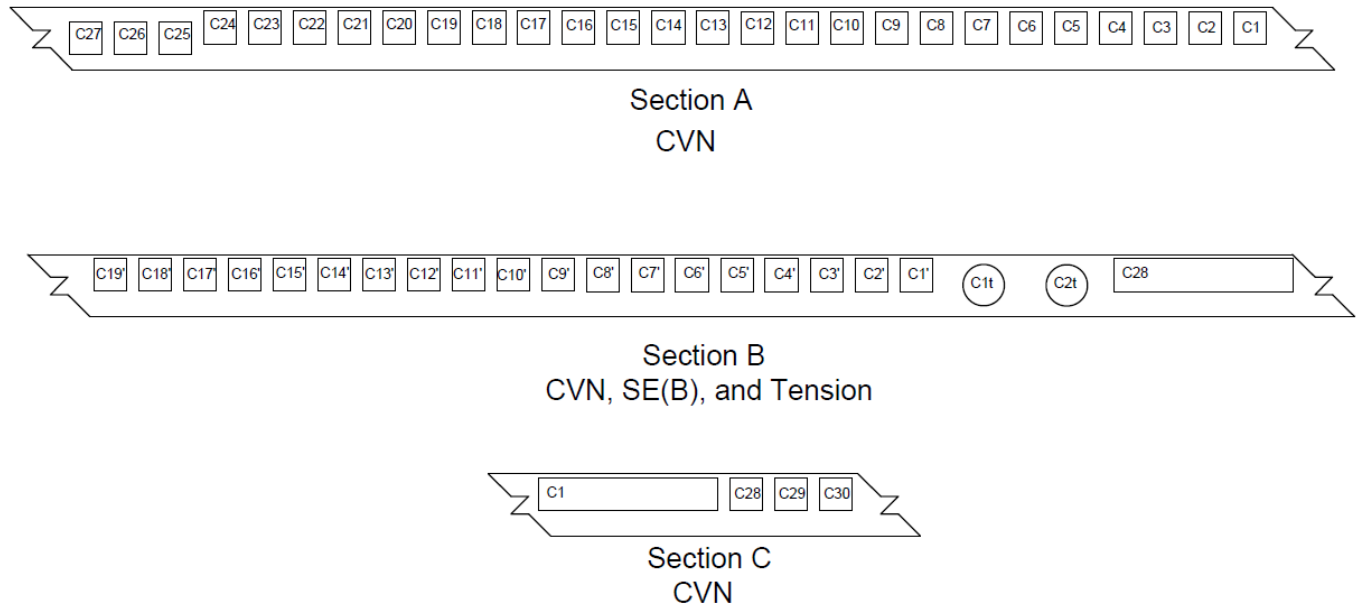 C27 C26 C25 C24 C23 C22 C21 C20 C19 C18 C17 C16 C15 C14 C13 C12 C11 C10 C9 C8 C7 C6 C5 C4 C3 C2 C1
Section A
CVN
C19' C18' C17' C16' C15' C14' C13' C12' C11' C10' C9' C8' C7' C6' C5' C4' C3' C2' C1' C1t C2t C28
Section B
CVN, SE(B), and Tension
C1 C28 C29 C30
Section C
CVN